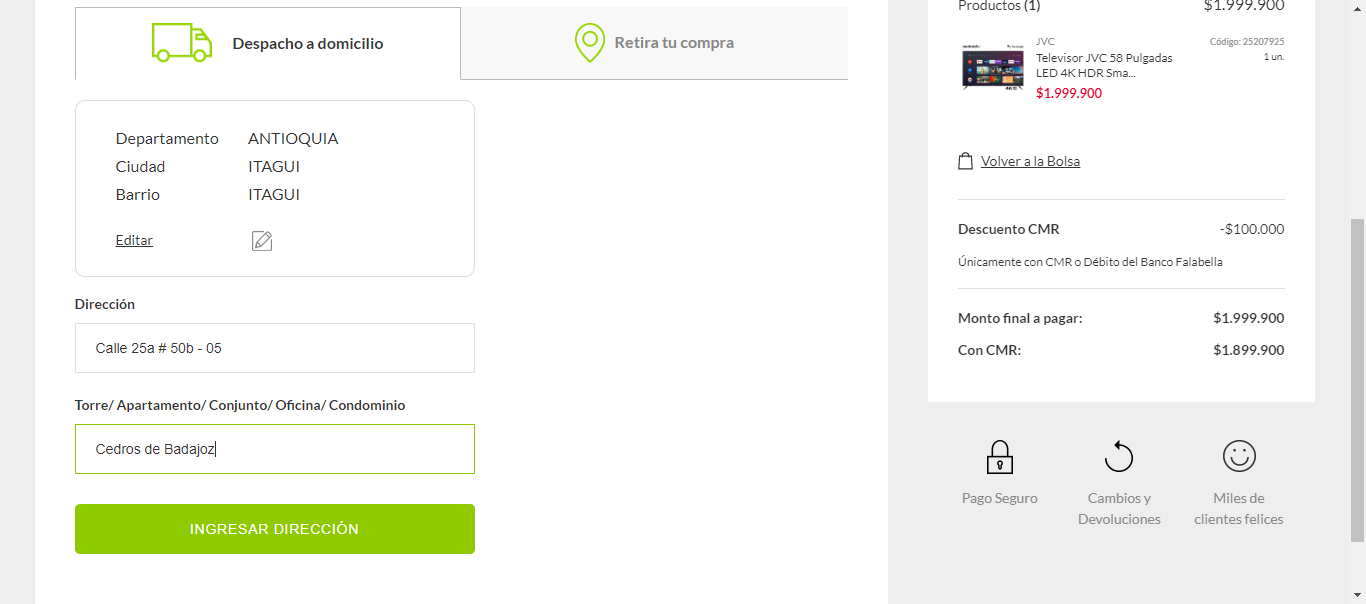 Despacho a domicilio
Retira tu compra
Departamento ANTIOQUIA
Ciudad ITAGUI
Barrio ITAGUI
Editar
Dirección
Calle 25a # 50b - 05
Torre/ Apartamento/ Conjunto/ Oficina/ Condominio
Cedros de Badajoz
INGRESAR DIRECCIÓN
Productos (1) $1.999.900
JVC Código: 25207925
Televisor JVC 58 Pulgadas 1 un.
LED 4K HDR Sma...
$1.999.900
Volver a la Bolsa
Descuento CMR -$100.000
Únicamente con CMR o Débito del Banco Falabella
Monto final a pagar: $1.999.900
Con CMR: $1.899.900
Pago Seguro
Cambios y
Devoluciones
Miles de
clientes felices